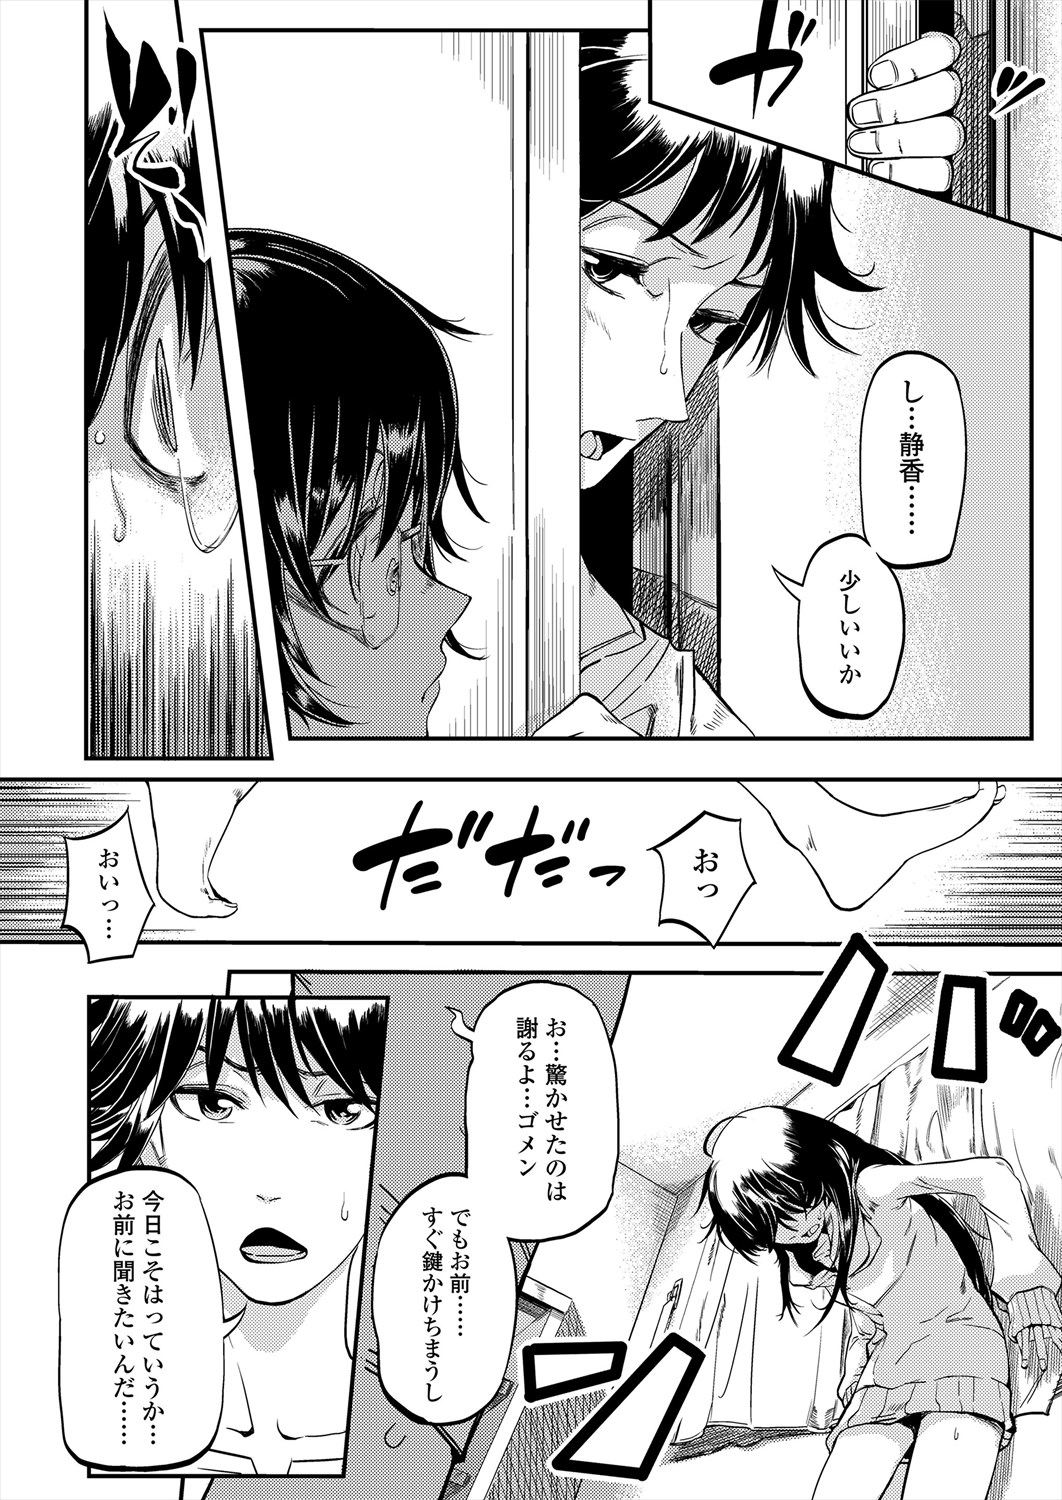 ガッ
し…静香……
少しいいか
おっ
だだっ
おいっ…
お…驚かせたのは
謝るよ…ゴメン
でもお前……
すぐ鍵かけちまうし
今日こそはっていうか…
お前に聞きたいんだ……